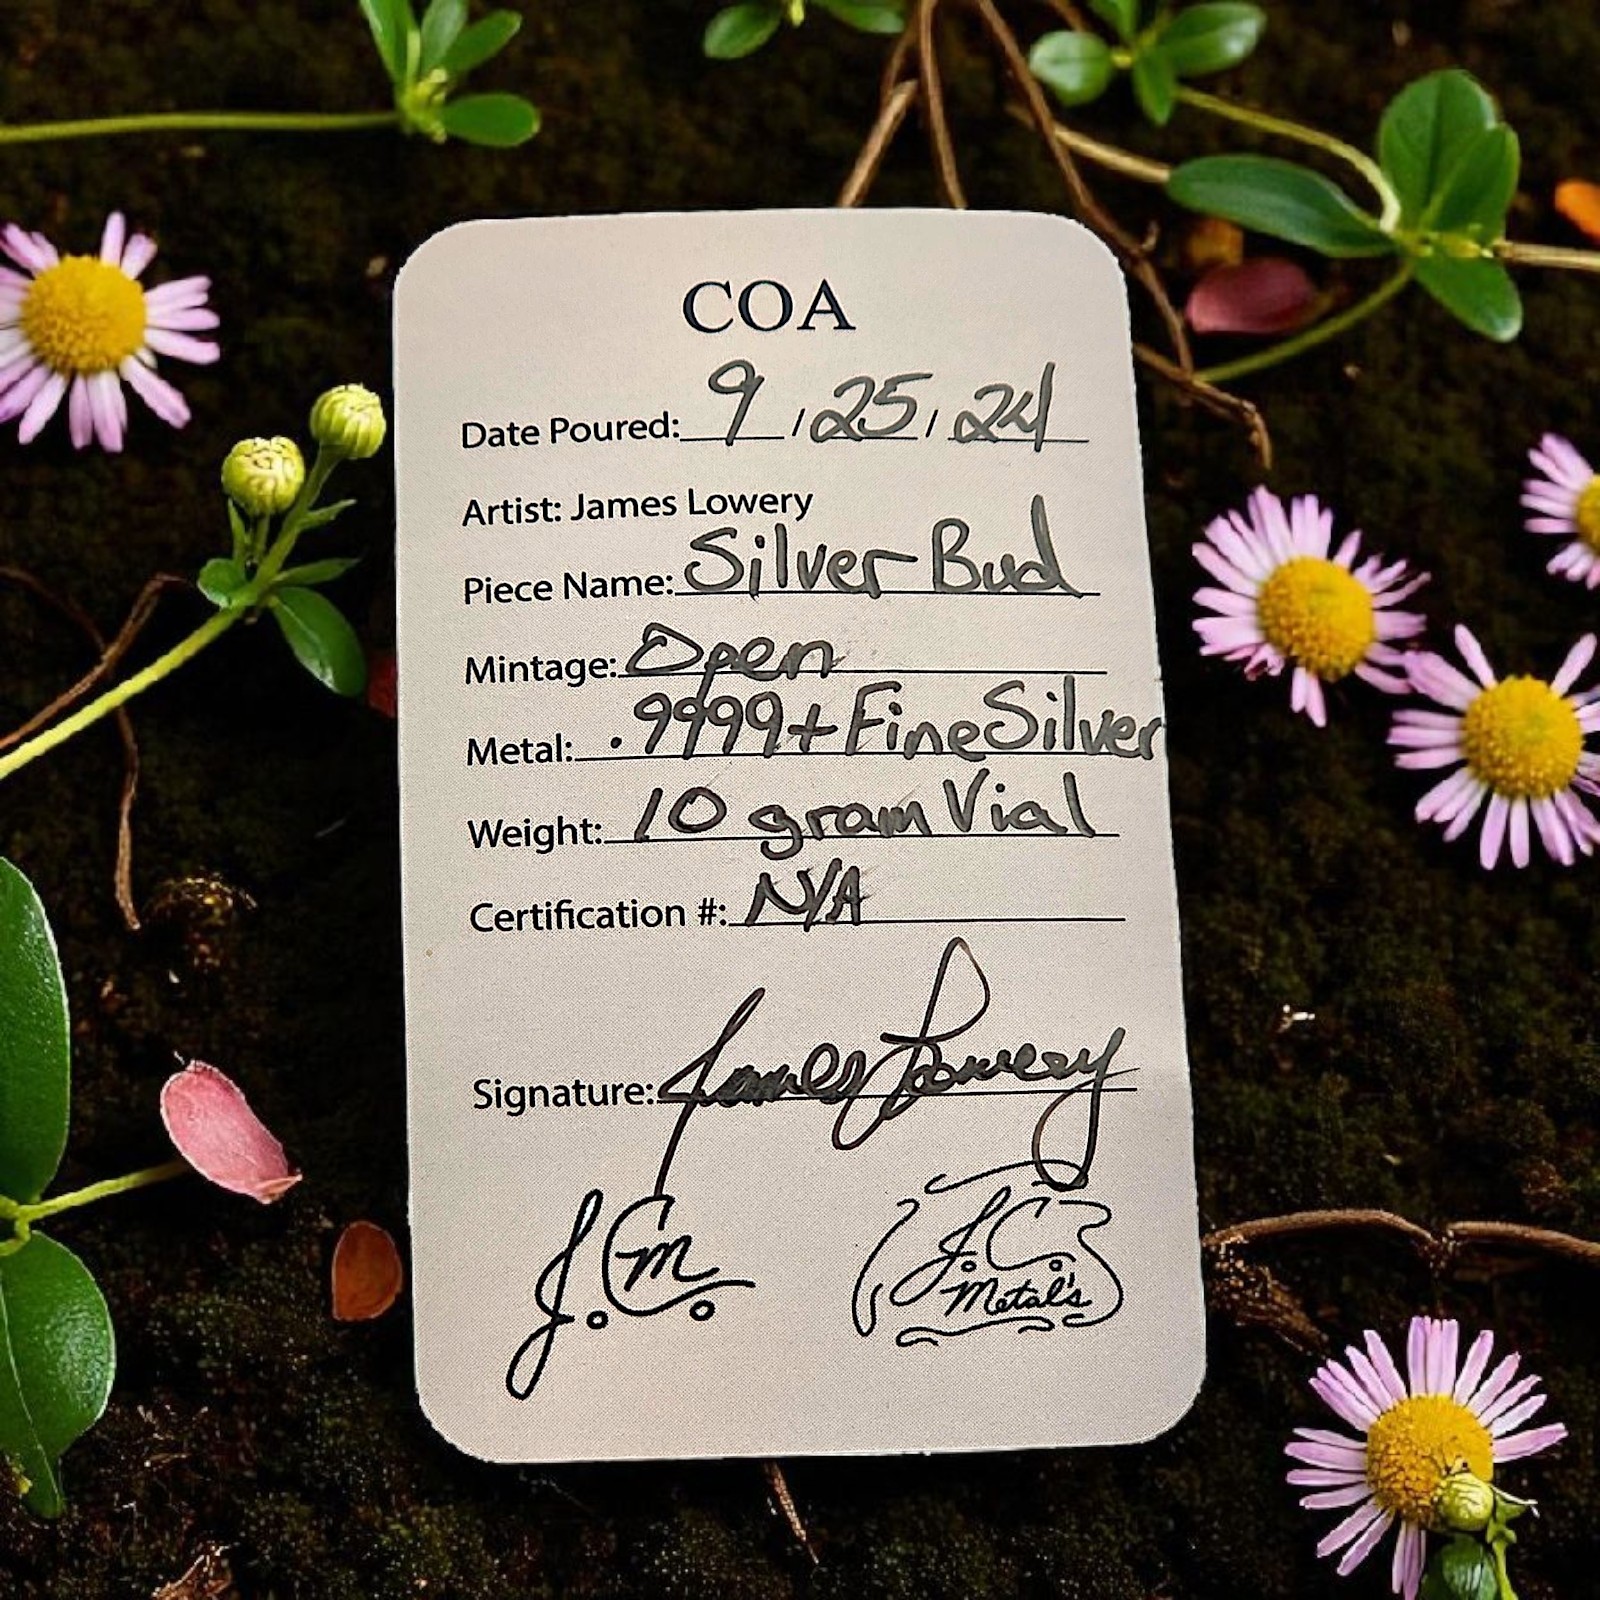 COA
Date Poured: 9 / 25 / 24
Artist: James Lowery
Piece Name: Silver Bud
Mintage: Open
Metal: .9999+ Fine Silver
Weight: 10 gram Vial
Certification #: N/A
Signature: James Lowery
J.Cm.
J.C.
Metal's